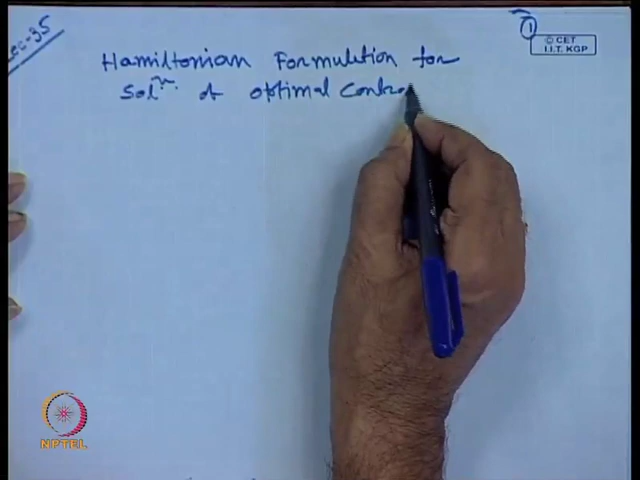 Lec-35
1
© CET
I.I.T. KGP
Hamiltonian Formulation for
Solⁿ. of optimal Contro
NPTEL